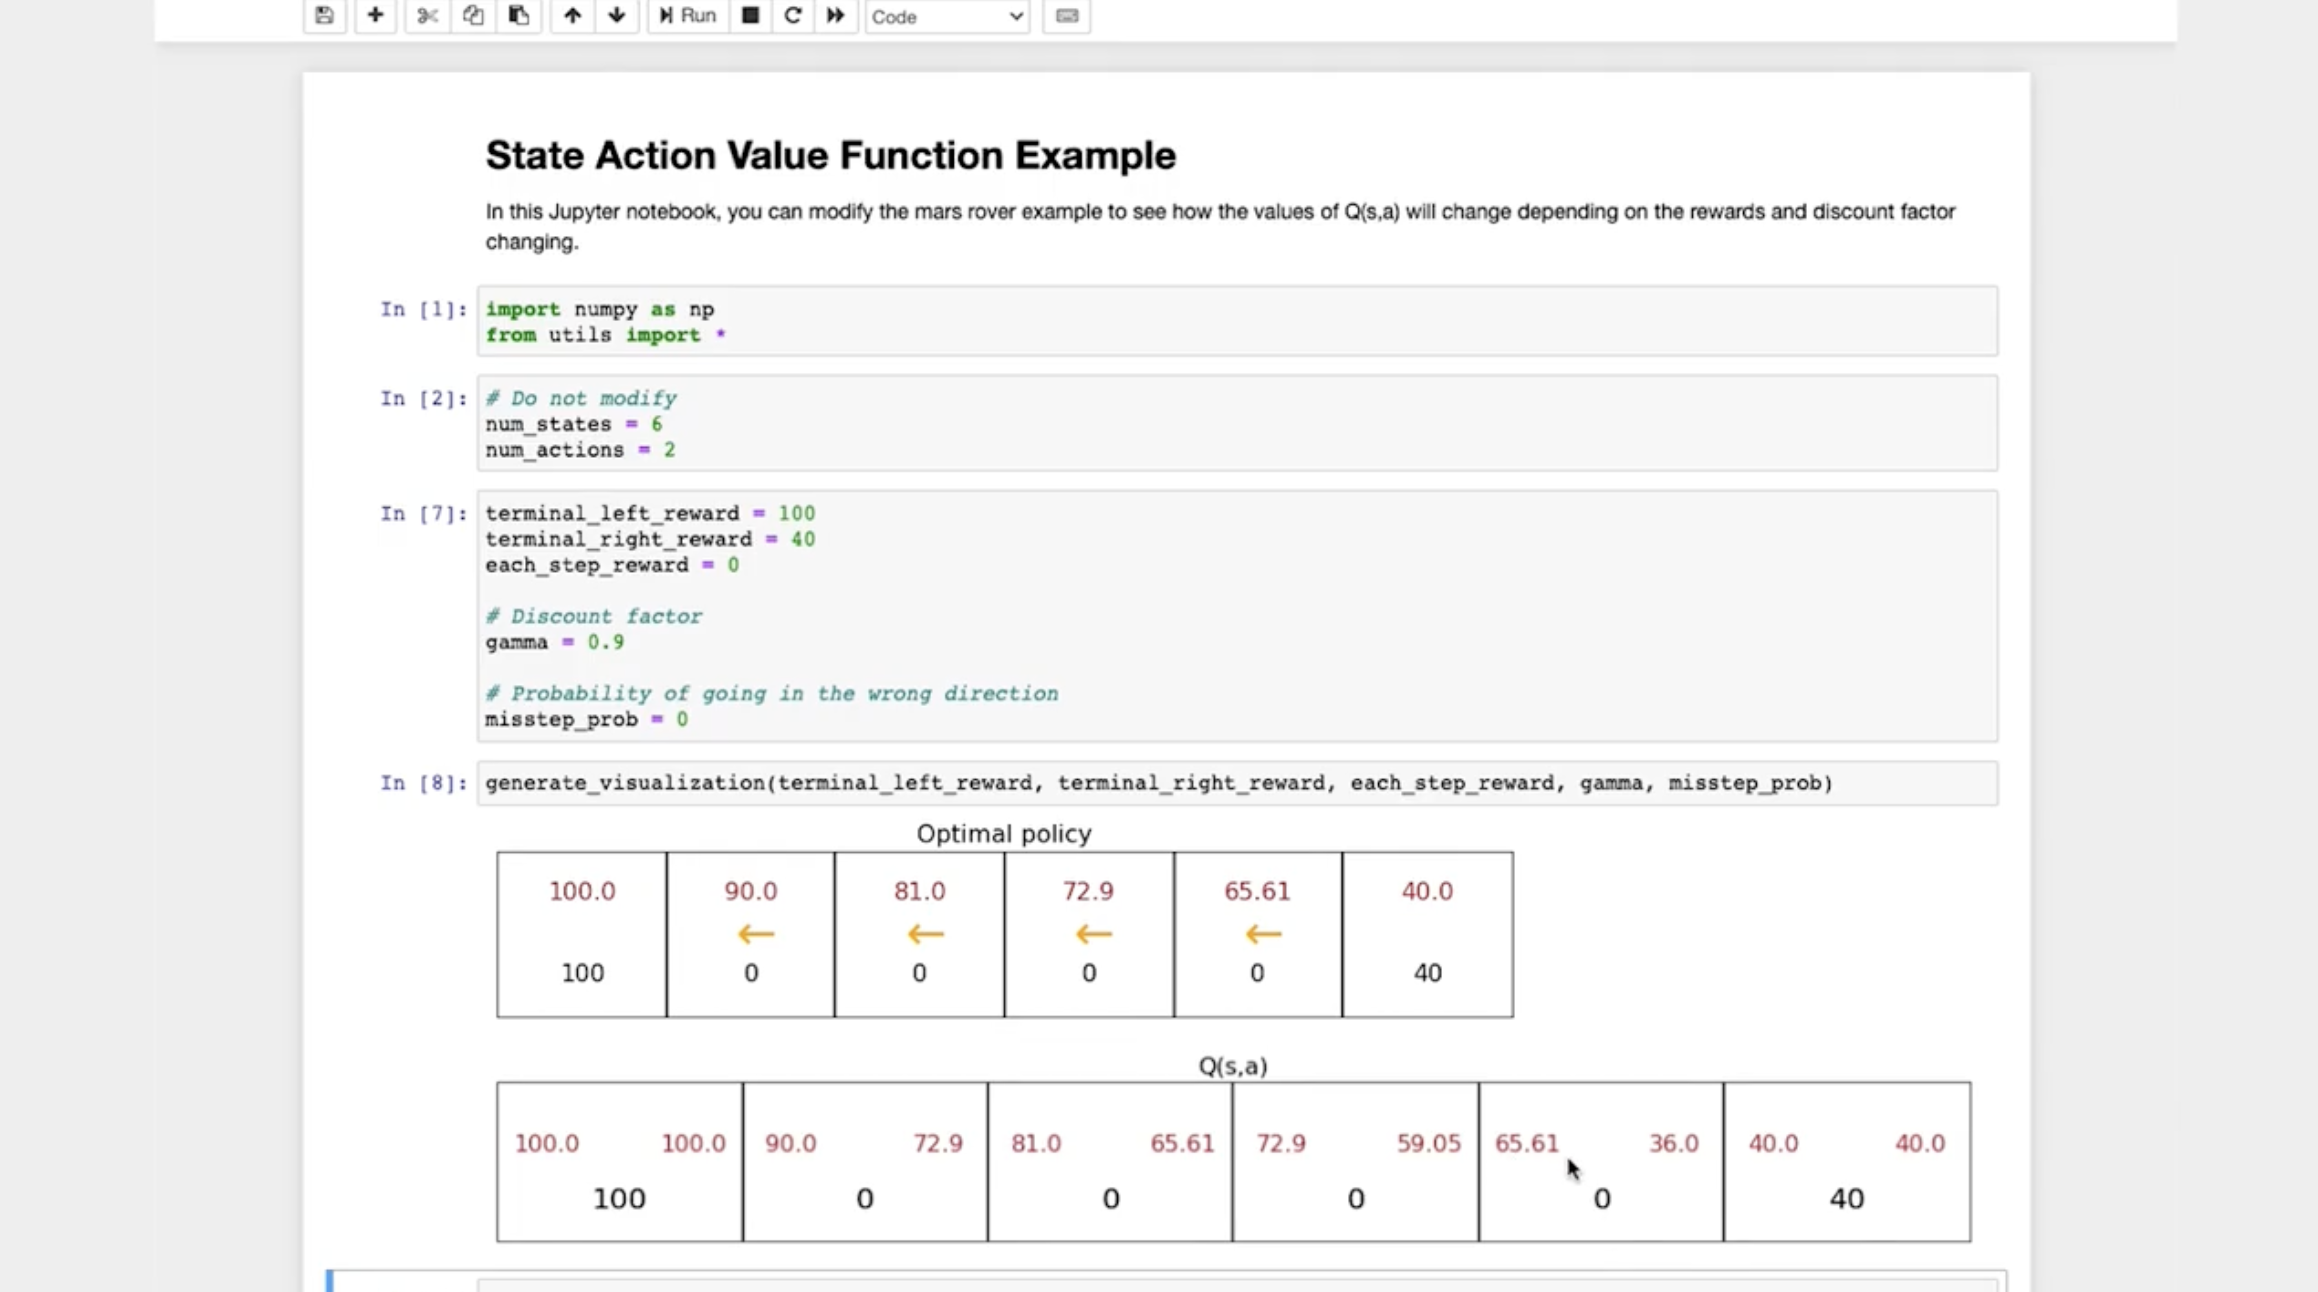 Run
Code
State Action Value Function Example
In this Jupyter notebook, you can modify the mars rover example to see how the values of Q(s,a) will change depending on the rewards and discount factor
changing.
In [1]: import numpy as np
from utils import *
In [2]: # Do not modify
num_states = 6
num_actions = 2
In [7]: terminal_left_reward = 100
terminal_right_reward = 40
each_step_reward = 0
# Discount factor
gamma = 0.9
# Probability of going in the wrong direction
misstep_prob = 0
In [8]: generate_visualization(terminal_left_reward, terminal_right_reward, each_step_reward, gamma, misstep_prob)
Optimal policy
100.0 90.0 81.0 72.9 65.61 40.0
← ← ← ←
100 0 0 0 0 40
Q(s,a)
100.0 100.0 90.0 72.9 81.0 65.61 72.9 59.05 65.61 36.0 40.0 40.0
100 0 0 0 0 40